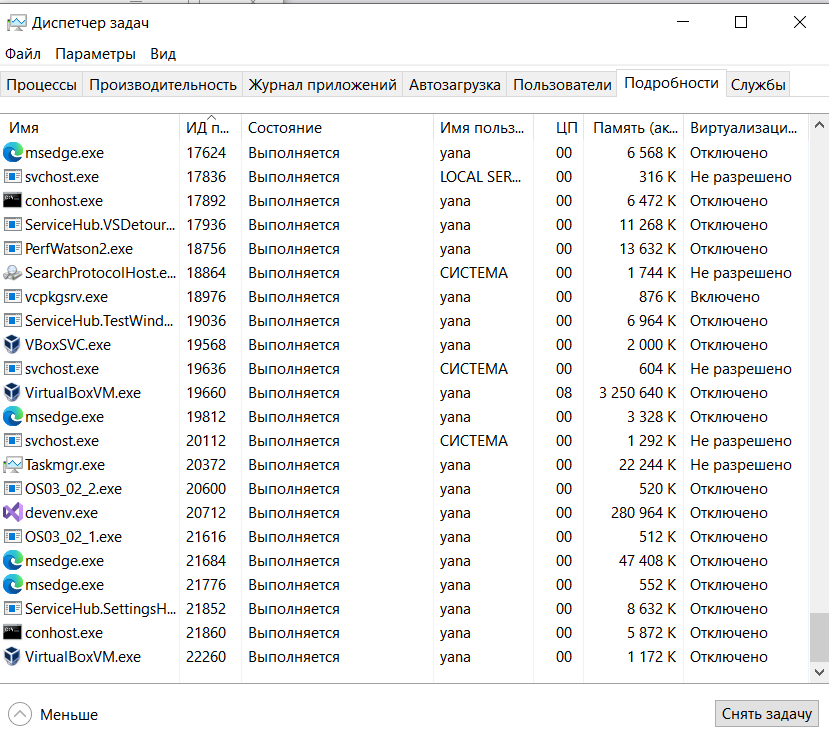 Диспетчер задач
Файл Параметры Вид
Процессы Производительность Журнал приложений Автозагрузка Пользователи Подробности Службы
Имя ИД п... Состояние Имя польз... ЦП Память (ак... Виртуализаци...
msedge.exe 17624 Выполняется yana 00 6 568 K Отключено
svchost.exe 17836 Выполняется LOCAL SER... 00 316 K Не разрешено
conhost.exe 17892 Выполняется yana 00 6 472 K Отключено
ServiceHub.VSDetour... 17936 Выполняется yana 00 11 268 K Отключено
PerfWatson2.exe 18756 Выполняется yana 00 13 632 K Отключено
SearchProtocolHost.e... 18864 Выполняется СИСТЕМА 00 1 744 K Не разрешено
vcpkgsrv.exe 18976 Выполняется yana 00 876 K Включено
ServiceHub.TestWind... 19036 Выполняется yana 00 6 964 K Отключено
VBoxSVC.exe 19568 Выполняется yana 00 2 000 K Отключено
svchost.exe 19636 Выполняется СИСТЕМА 00 604 K Не разрешено
VirtualBoxVM.exe 19660 Выполняется yana 08 3 250 640 K Отключено
msedge.exe 19812 Выполняется yana 00 3 328 K Отключено
svchost.exe 20112 Выполняется СИСТЕМА 00 1 292 K Не разрешено
Taskmgr.exe 20372 Выполняется yana 00 22 244 K Не разрешено
OS03_02_2.exe 20600 Выполняется yana 00 520 K Отключено
devenv.exe 20712 Выполняется yana 00 280 964 K Отключено
OS03_02_1.exe 21616 Выполняется yana 00 512 K Отключено
msedge.exe 21684 Выполняется yana 00 47 408 K Отключено
msedge.exe 21776 Выполняется yana 00 552 K Отключено
ServiceHub.SettingsH... 21852 Выполняется yana 00 8 632 K Отключено
conhost.exe 21860 Выполняется yana 00 5 872 K Отключено
VirtualBoxVM.exe 22260 Выполняется yana 00 1 172 K Отключено
Меньше Снять задачу